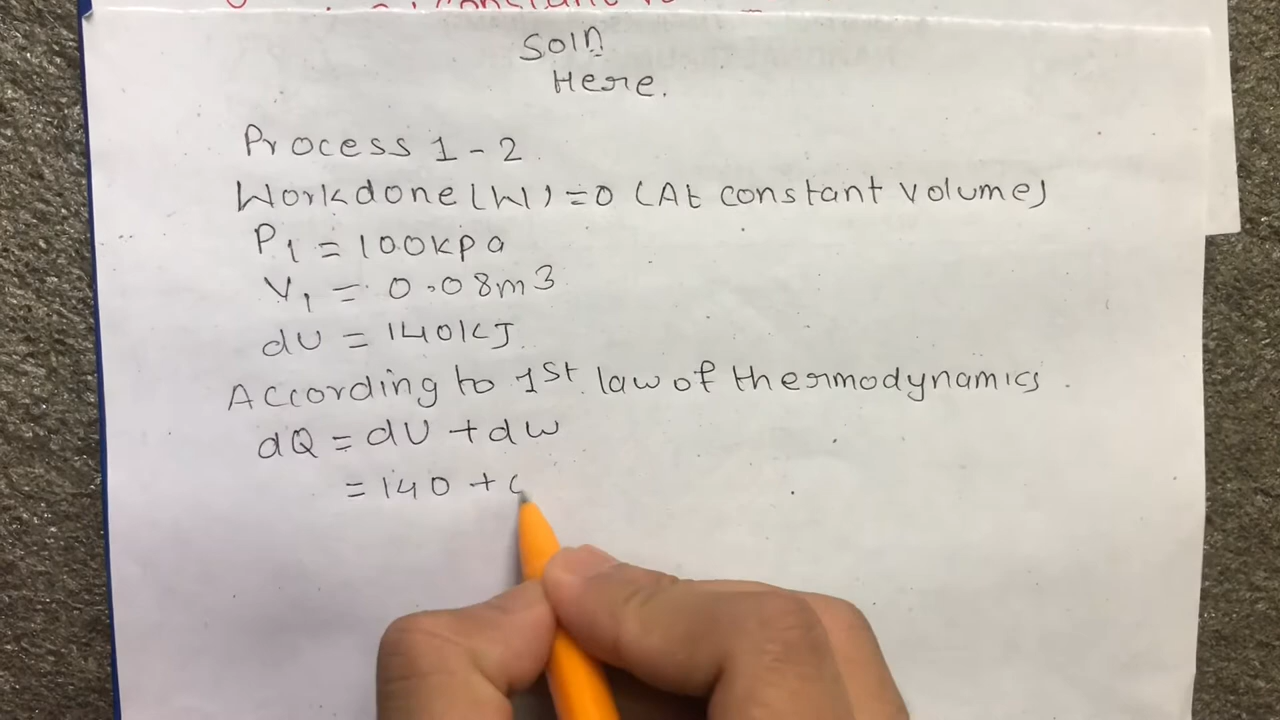 Soln
Here.
Process 1-2
Workdone(W)=0 (At constant volume)
P1 = 100kpa
V1 = 0.08m3
dU = 140kJ.
According to 1st law of thermodynamics.
dQ = dU + dw
= 140 +